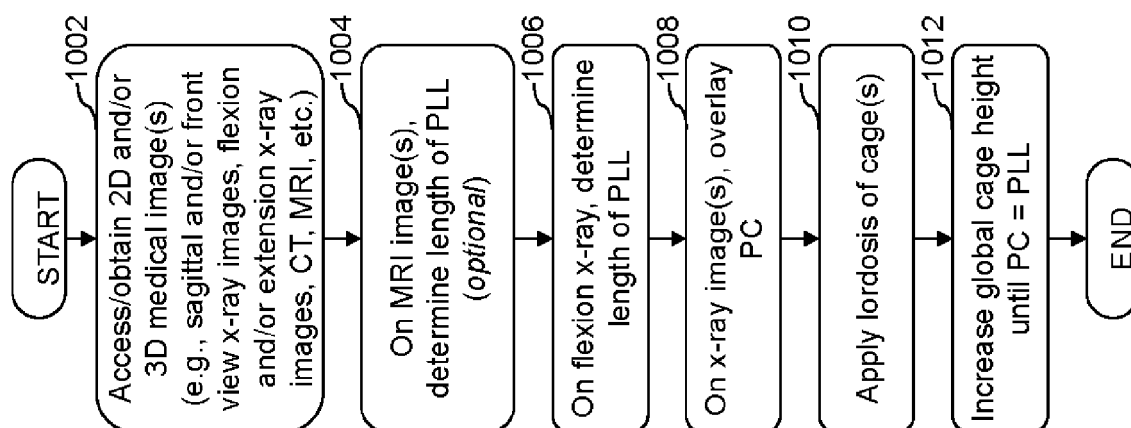 START
1002
Access/obtain 2D and/or
3D medical image(s)
(e.g., sagittal and/or front
view x-ray images, flexion
and/or extension x-ray
images, CT, MRI, etc.)
1004
On MRI image(s),
determine length of PLL
(optional)
1006
On flexion x-ray, determine
length of PLL
1008
On x-ray image(s), overlay
PC
1010
Apply lordosis of cage(s)
1012
Increase global cage height
until PC = PLL
END